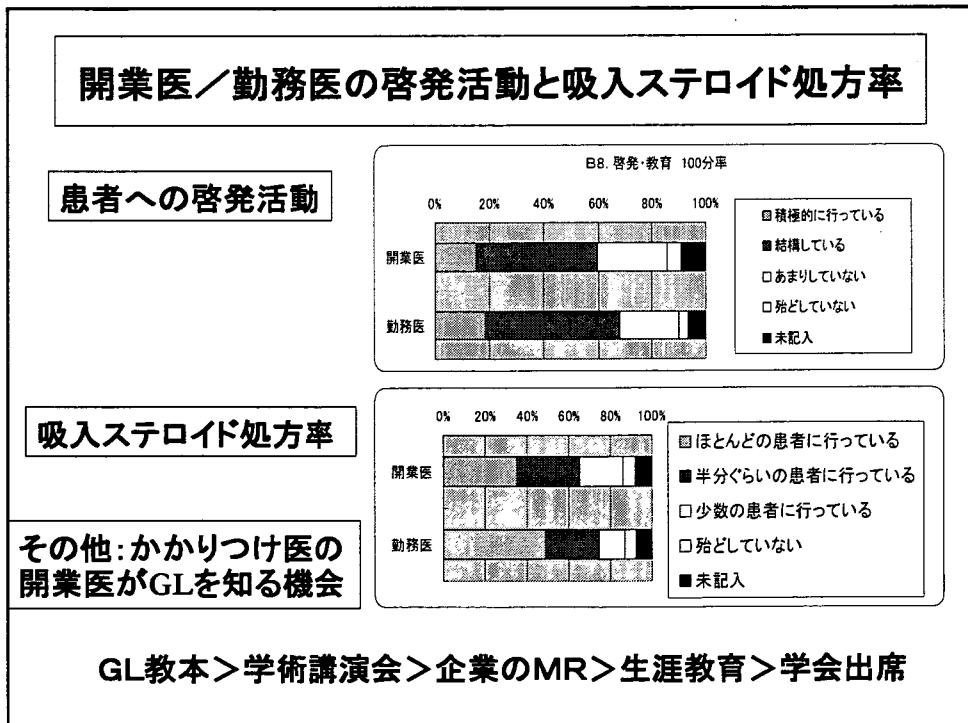 開業医／勤務医の啓発活動と吸入ステロイド処方率
患者への啓発活動
B8. 啓発・教育 100分率
0% 20% 40% 60% 80% 100%
開業医
勤務医
積極的に行っている
結構している
あまりしていない
殆どしていない
未記入
吸入ステロイド処方率
0% 20% 40% 60% 80% 100%
開業医
勤務医
ほとんどの患者に行っている
半分ぐらいの患者に行っている
少数の患者に行っている
殆どしていない
未記入
その他：かかりつけ医の
開業医がGLを知る機会
GL教本＞学術講演会＞企業のMR＞生涯教育＞学会出席